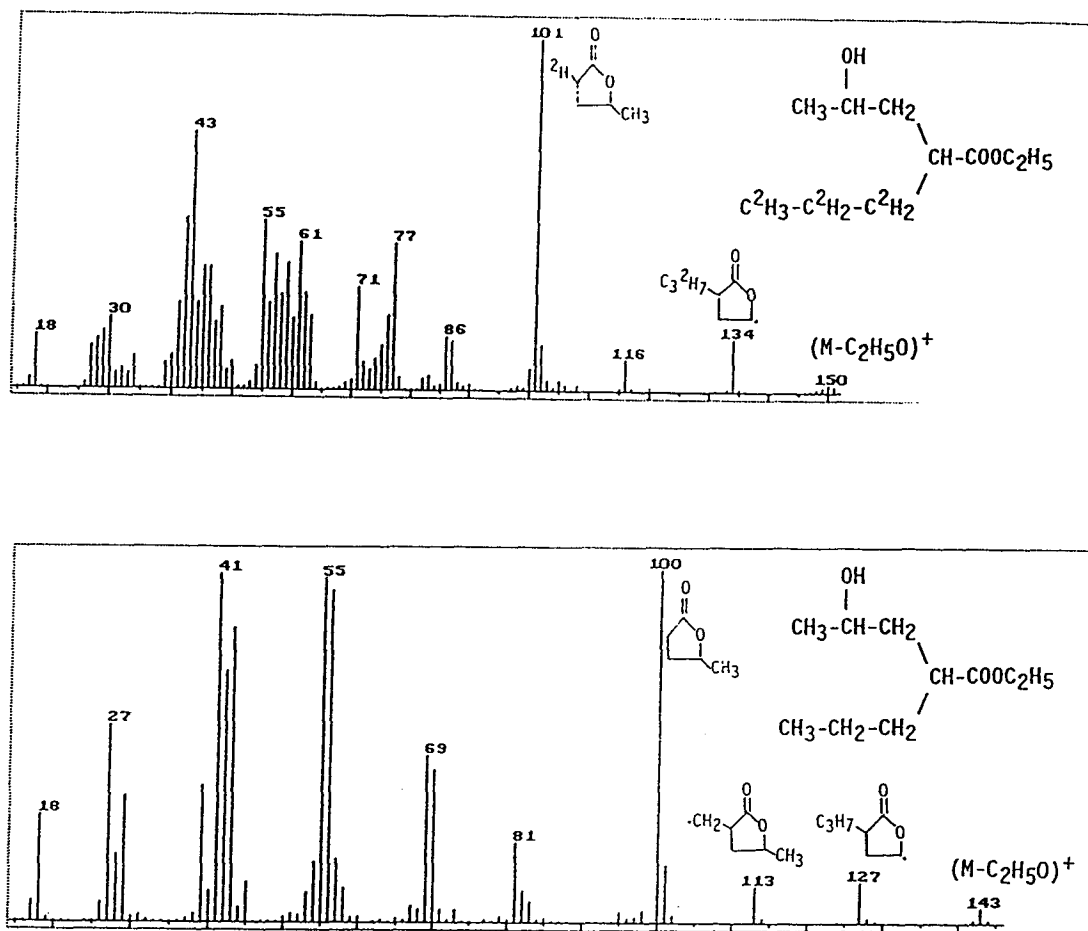 101
O
²H
O
CH₃
OH
CH₃-CH-CH₂
CH-COOC₂H₅
C²H₃-C²H₂-C²H₂
43
55
61
77
71
30
18
86
116
O
C₃²H₇
O
134
(M-C₂H₅O)⁺
150
41
55
100
O
O
CH₃
OH
CH₃-CH-CH₂
CH-COOC₂H₅
CH₃-CH₂-CH₂
27
69
18
81
O
·CH₂
O
CH₃
113
O
C₃H₇
O
127
(M-C₂H₅O)⁺
143